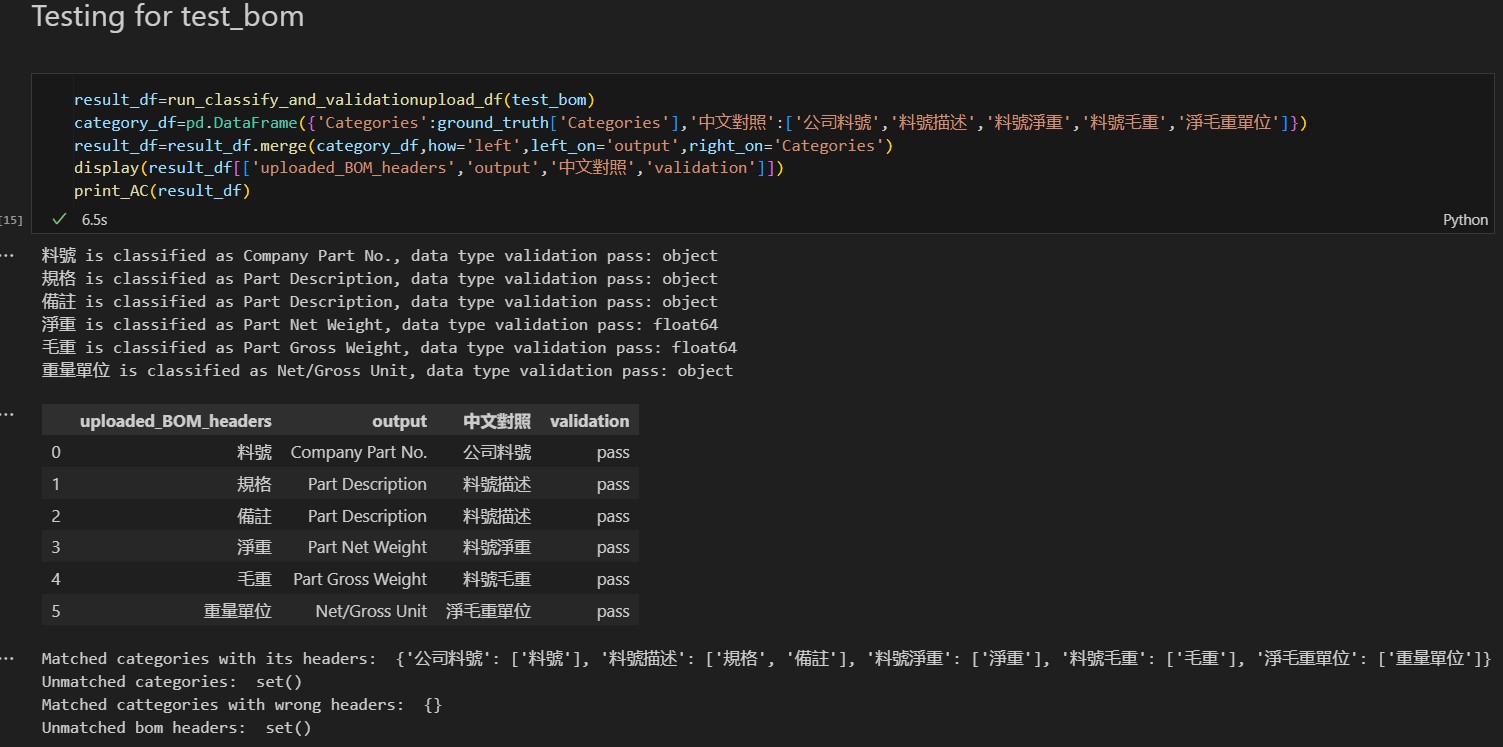 Testing for test_bom
result_df=run_classify_and_validationupload_df(test_bom)
category_df=pd.DataFrame({'Categories':ground_truth['Categories'],'中文對照':['公司料號','料號描述','料號淨重','料號毛重','淨毛重單位']})
result_df=result_df.merge(category_df,how='left',left_on='output',right_on='Categories')
display(result_df[['uploaded_BOM_headers','output','中文對照','validation']])
print_AC(result_df)
[15] 6.5s Python
料號 is classified as Company Part No., data type validation pass: object
規格 is classified as Part Description, data type validation pass: object
備註 is classified as Part Description, data type validation pass: object
淨重 is classified as Part Net Weight, data type validation pass: float64
毛重 is classified as Part Gross Weight, data type validation pass: float64
重量單位 is classified as Net/Gross Unit, data type validation pass: object
uploaded_BOM_headers output 中文對照 validation
0 料號 Company Part No. 公司料號 pass
1 規格 Part Description 料號描述 pass
2 備註 Part Description 料號描述 pass
3 淨重 Part Net Weight 料號淨重 pass
4 毛重 Part Gross Weight 料號毛重 pass
5 重量單位 Net/Gross Unit 淨毛重單位 pass
Matched categories with its headers:  {'公司料號': ['料號'], '料號描述': ['規格', '備註'], '料號淨重': ['淨重'], '料號毛重': ['毛重'], '淨毛重單位': ['重量單位']}
Unmatched categories:  set()
Matched cattegories with wrong headers:  {}
Unmatched bom headers:  set()